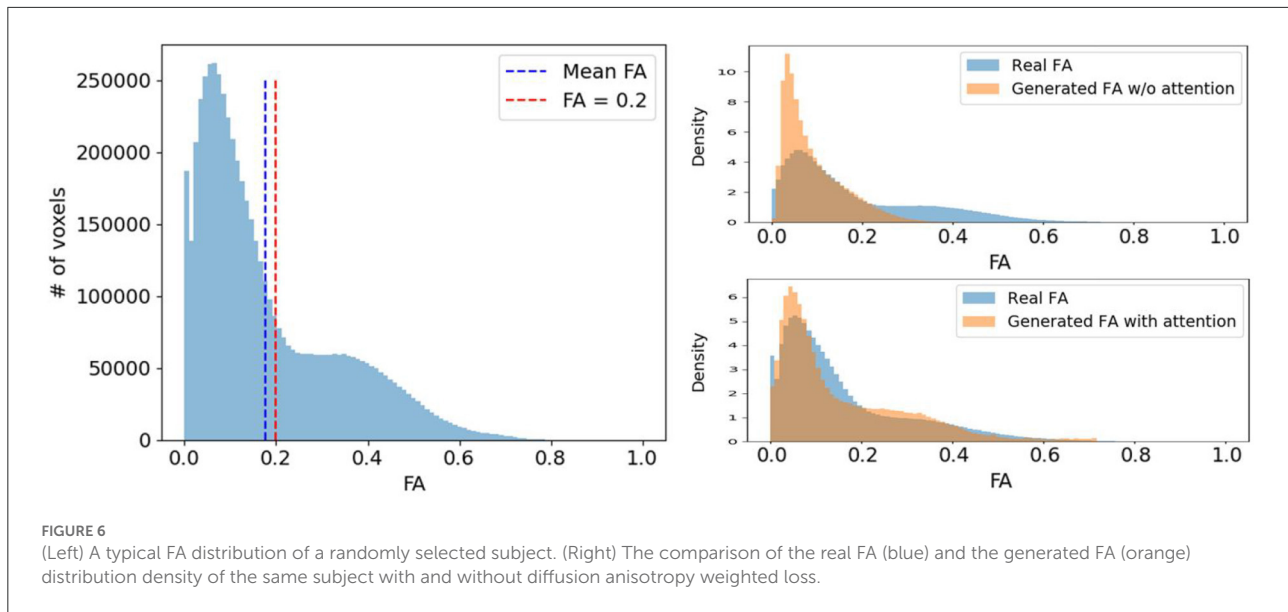 250000
200000
150000
100000
50000
0
# of voxels
0.0 0.2 0.4 0.6 0.8 1.0
FA
Mean FA
FA = 0.2
10
8
6
4
2
0
Density
0.0 0.2 0.4 0.6 0.8 1.0
FA
Real FA
Generated FA w/o attention
6
5
4
3
2
1
0
Density
0.0 0.2 0.4 0.6 0.8 1.0
FA
Real FA
Generated FA with attention
FIGURE 6
(Left) A typical FA distribution of a randomly selected subject. (Right) The comparison of the real FA (blue) and the generated FA (orange)
distribution density of the same subject with and without diffusion anisotropy weighted loss.